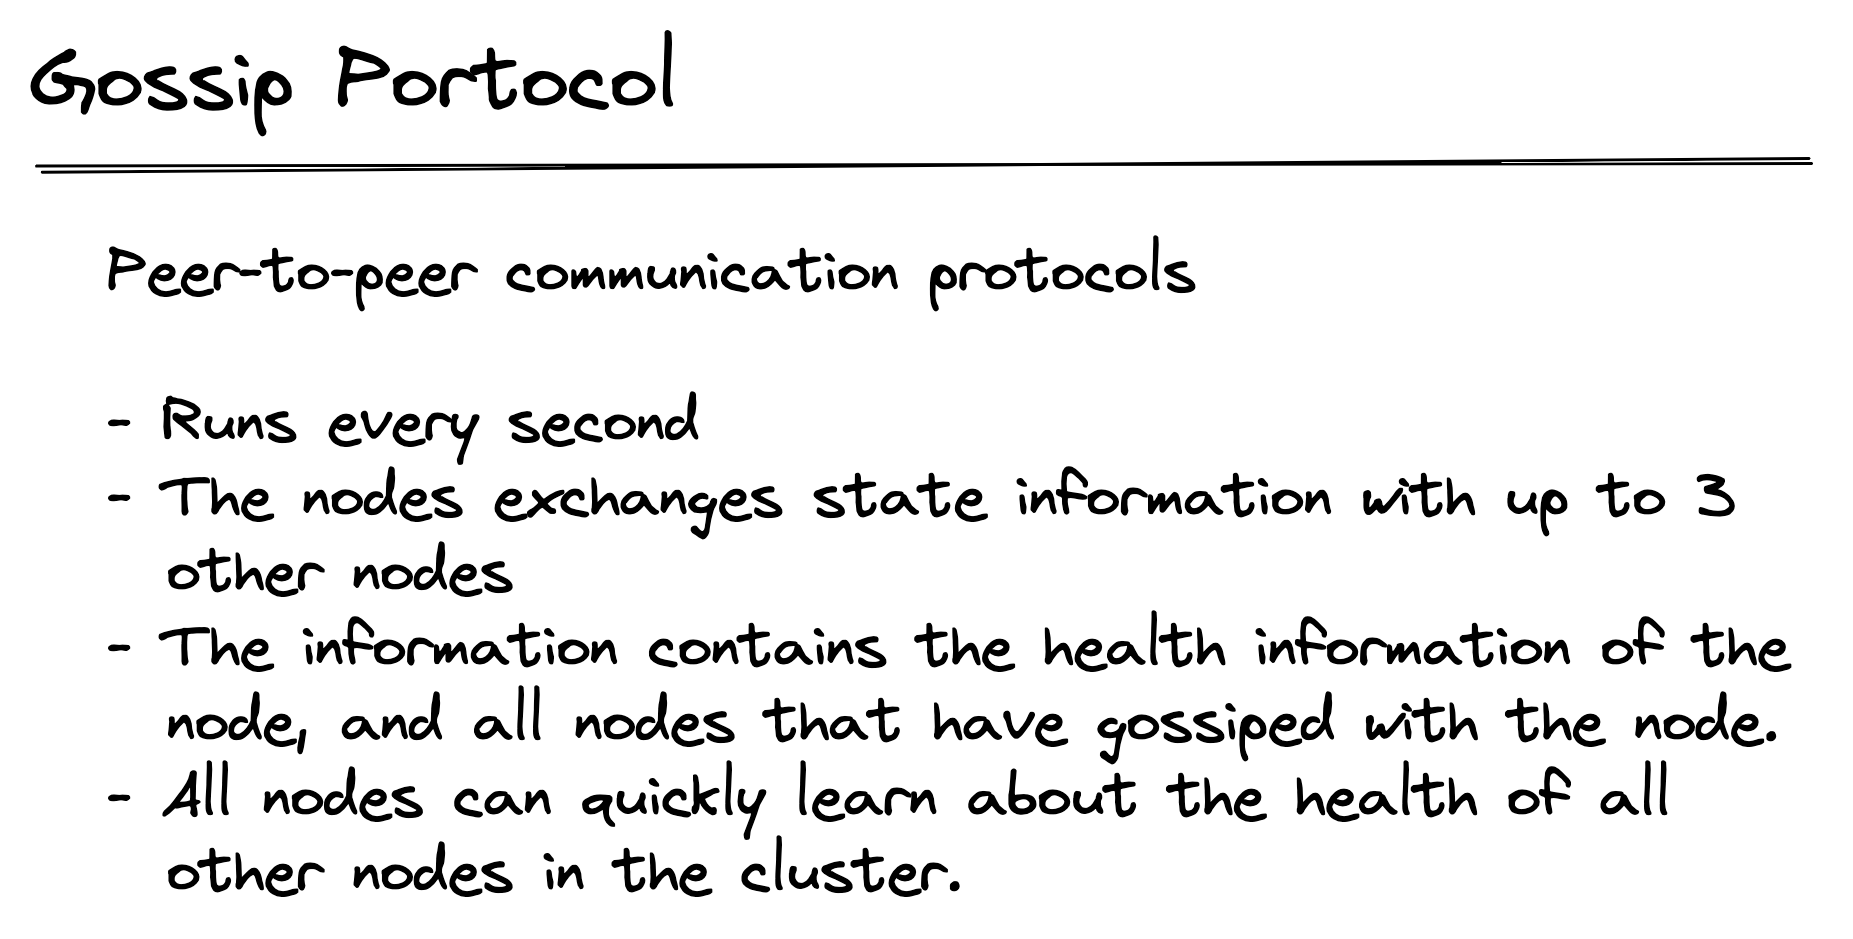 Gossip Portocol
Peer-to-peer communication protocols
- Runs every second
- The nodes exchanges state information with up to 3
other nodes
- The information contains the health information of the
node, and all nodes that have gossiped with the node.
- All nodes can quickly learn about the health of all
other nodes in the cluster.